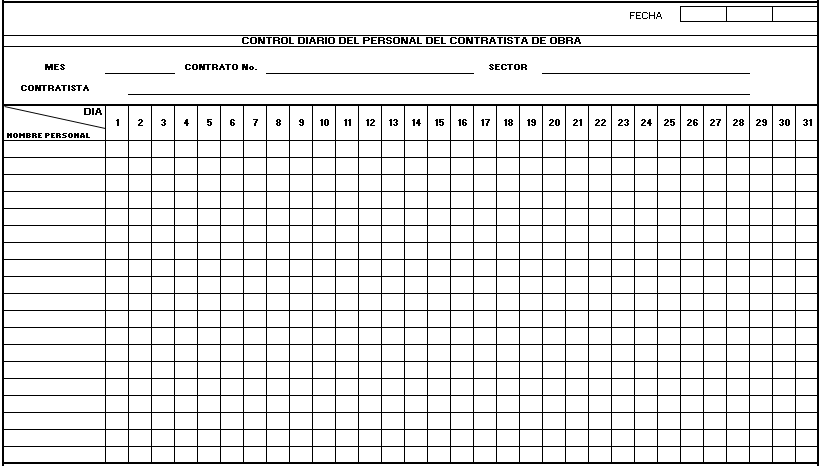 FECHA
CONTROL DIARIO DEL PERSONAL DEL CONTRATISTA DE OBRA
MES CONTRATO No. SECTOR
CONTRATISTA
DIA
1 2 3 4 5 6 7 8 9 10 11 12 13 14 15 16 17 18 19 20 21 22 23 24 25 26 27 28 29 30 31
NOMBRE PERSONAL